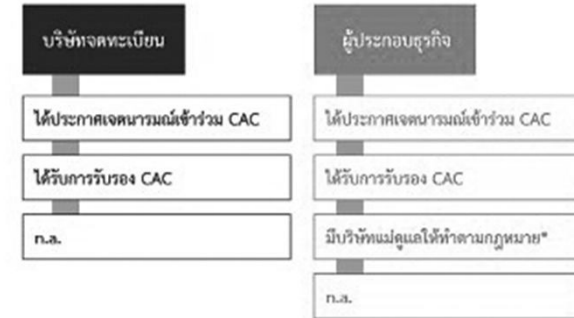 บริษัทจดทะเบียน
ได้ประกาศเจตนารมณ์เข้าร่วม CAC
ได้รับการรับรอง CAC
n.a.
ผู้ประกอบธุรกิจ
ได้ประกาศเจตนารมณ์เข้าร่วม CAC
ได้รับการรับรอง CAC
มีบริษัทแม่ดูแลให้ทำตามกฎหมาย*
n.a.